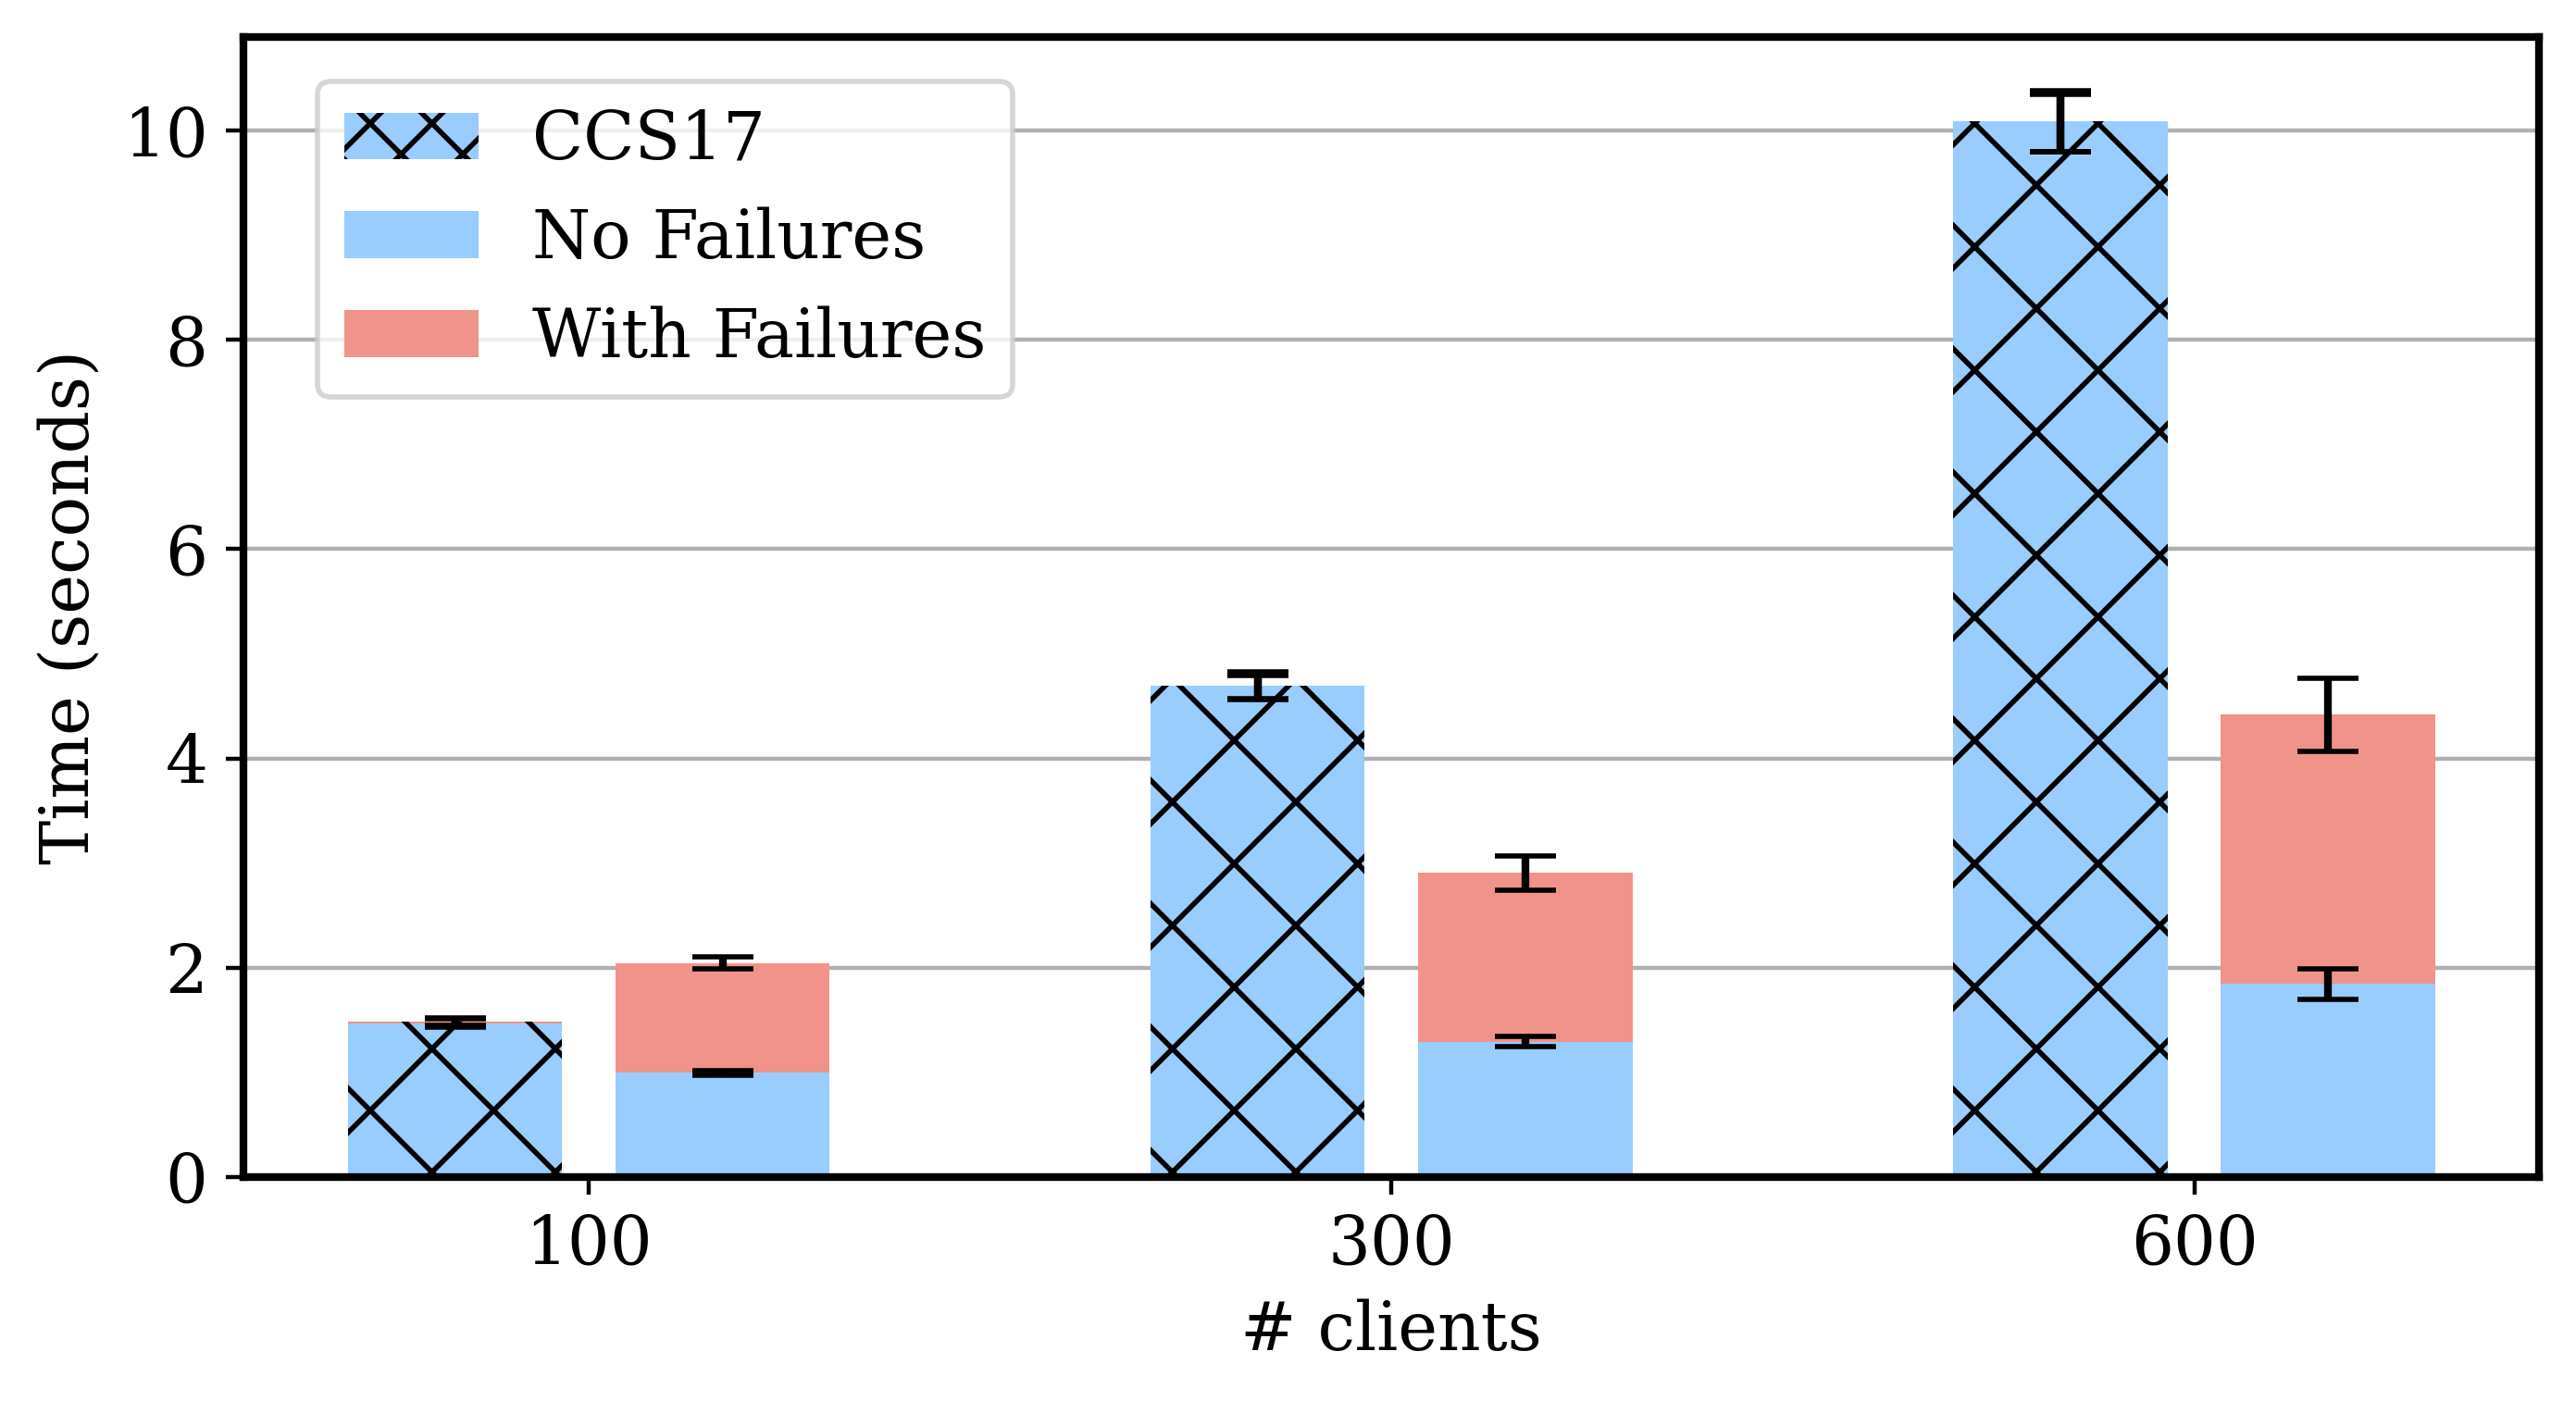 CCS17
No Failures
With Failures
Time (seconds)
10
8
6
4
2
0
100 300 600
# clients